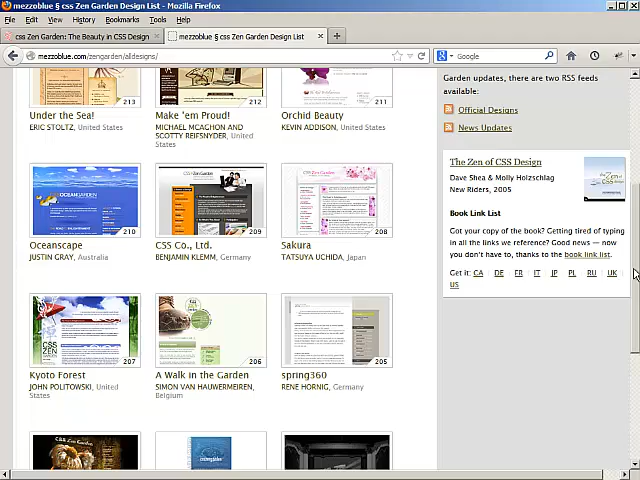 mezzoblue § css Zen Garden Design List - Mozilla Firefox
File Edit View History Bookmarks Tools Help
css Zen Garden: The Beauty in CSS Design
mezzoblue § css Zen Garden Design List
mezzoblue.com/zengarden/alldesigns/
Google
213
212
211
Under the Sea!
ERIC STOLTZ, United States
Make 'em Proud!
MICHAEL MCAGHON AND
SCOTTY REIFSNYDER, United
States
Orchid Beauty
KEVIN ADDISON, United States
OCEANGARDEN
210
209
208
Oceanscape
JUSTIN GRAY, Australia
CSS Co., Ltd.
BENJAMIN KLEMM, Germany
Sakura
TATSUYA UCHIDA, Japan
CSS ZEN
GARDEN
207
206
205
Kyoto Forest
JOHN POLITOWSKI, United
States
A Walk in the Garden
SIMON VAN HAUWERMEIREN,
Belgium
spring360
RENE HORNIG, Germany
CSS ZEN GARDEN
Garden updates, there are two RSS feeds
available:
Official Designs
News Updates
The Zen of CSS Design
Dave Shea & Molly Holzschlag
New Riders, 2005
Book Link List
Got your copy of the book? Getting tired of typing
in all the links we reference? Good news — now
you don't have to, thanks to the book link list.
Get it: CA | DE | FR | IT | JP | PL | RU | UK |
US